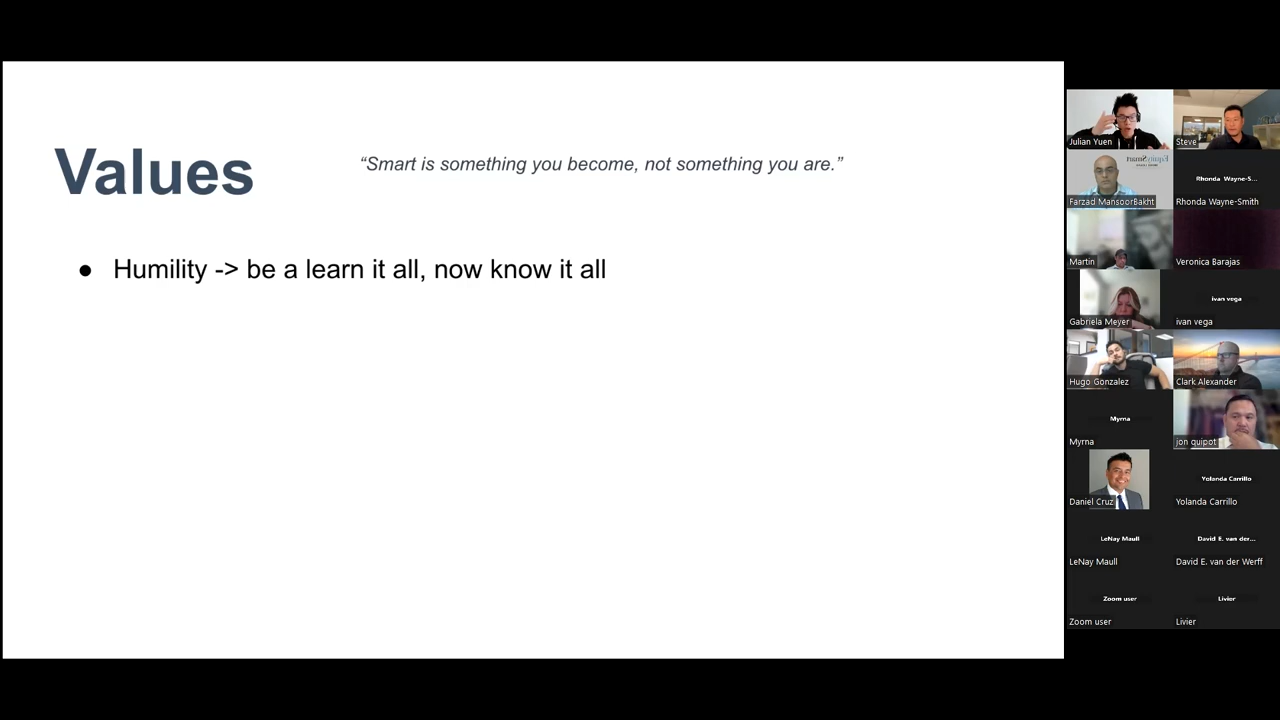 Values
“Smart is something you become, not something you are.”
● Humility -> be a learn it all, now know it all
Julian Yuen
Steve
EquitySmart
Farzad MansoorBakht
Rhonda Wayne-S...
Rhonda Wayne-Smith
Martin
Veronica Barajas
Gabriela Meyer
ivan vega
ivan vega
Hugo Gonzalez
Clark Alexander
Myrna
Myrna
jon quipot
Daniel Cruz
Yolanda Carrillo
Yolanda Carrillo
LeNay Maull
LeNay Maull
David E. van der...
David E. van der Werff
Zoom user
Zoom user
Livier
Livier